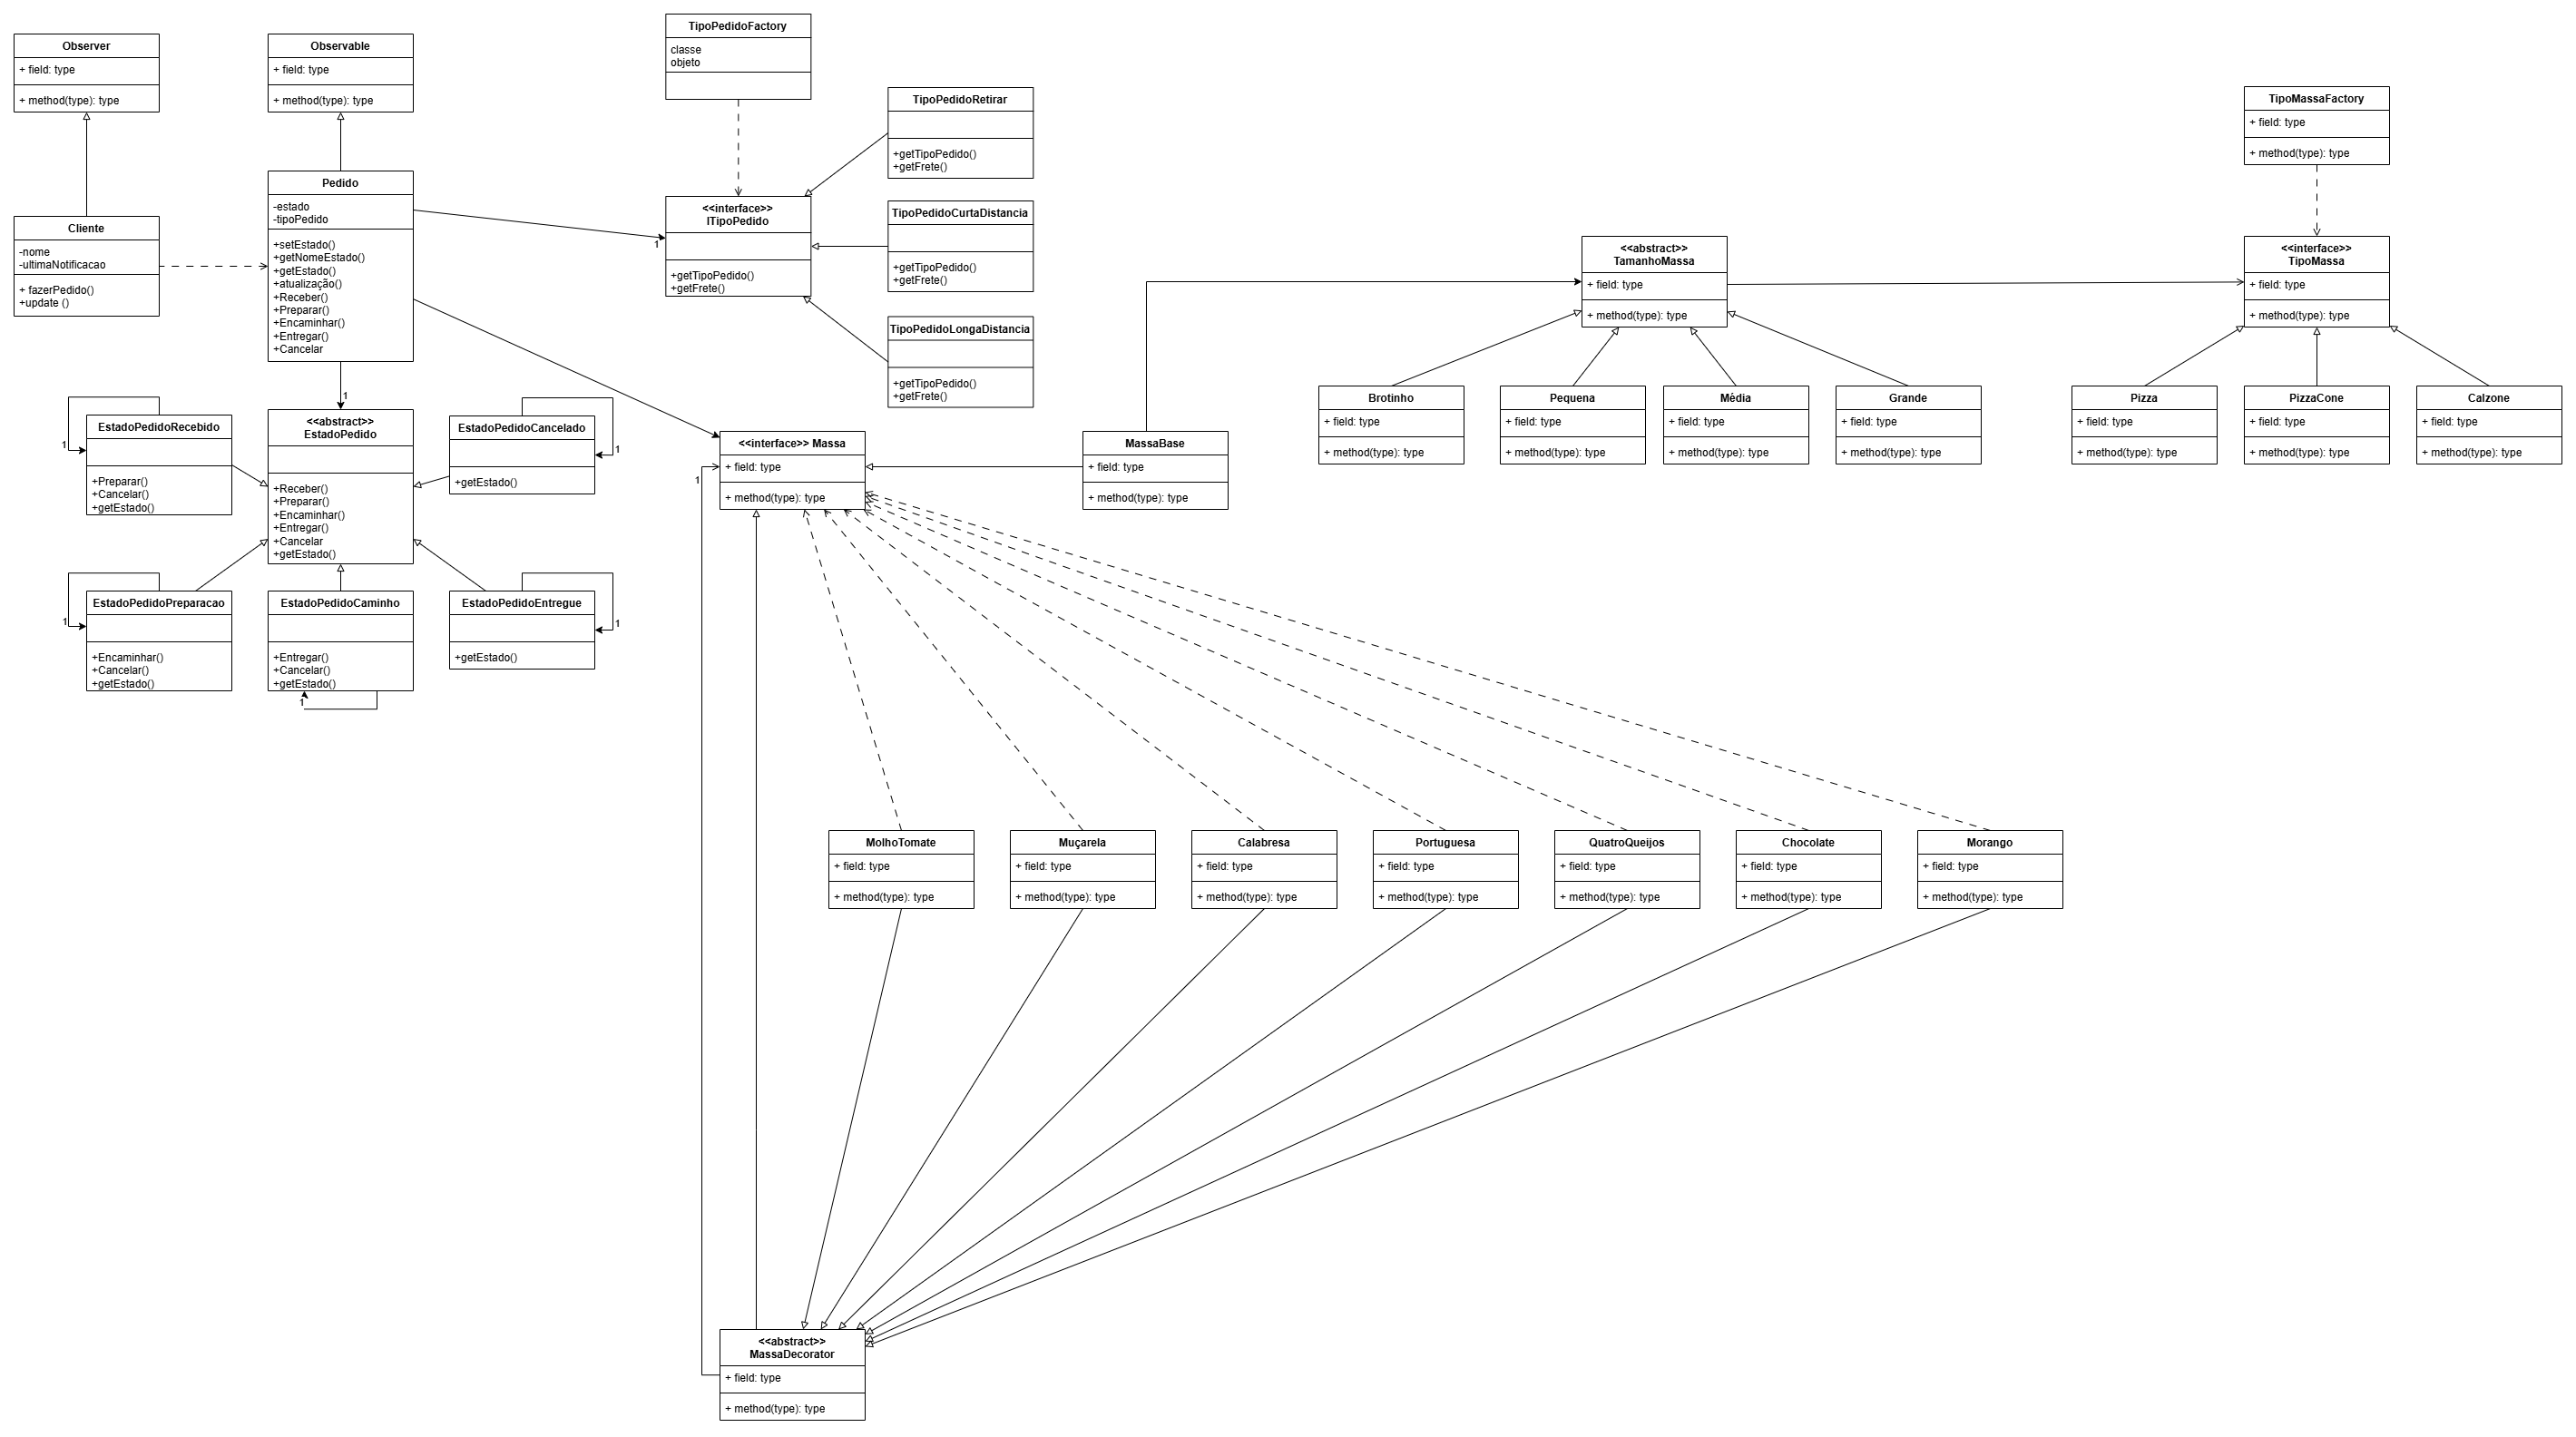 Observer
+ field: type
+ method(type): type
Observable
+ field: type
+ method(type): type
TipoPedidoFactory
classe
objeto
TipoPedidoRetirar
+getTipoPedido()
+getFrete()
TipoMassaFactory
+ field: type
+ method(type): type
Pedido
-estado
-tipoPedido
+setEstado()
+getNomeEstado()
+getEstado()
+atualização()
+Receber()
+Preparar()
+Encaminhar()
+Entregar()
+Cancelar
Cliente
-nome
-ultimaNotificacao
+ fazerPedido()
+update ()
<<interface>>
ITipoPedido
+getTipoPedido()
+getFrete()
1
TipoPedidoCurtaDistancia
+getTipoPedido()
+getFrete()
TipoPedidoLongaDistancia
+getTipoPedido()
+getFrete()
<<abstract>>
TamanhoMassa
+ field: type
+ method(type): type
<<interface>>
TipoMassa
+ field: type
+ method(type): type
Brotinho
+ field: type
+ method(type): type
Pequena
+ field: type
+ method(type): type
Média
+ field: type
+ method(type): type
Grande
+ field: type
+ method(type): type
Pizza
+ field: type
+ method(type): type
PizzaCone
+ field: type
+ method(type): type
Calzone
+ field: type
+ method(type): type
1
EstadoPedidoRecebido
+Preparar()
+Cancelar()
+getEstado()
1
<<abstract>>
EstadoPedido
+Receber()
+Preparar()
+Encaminhar()
+Entregar()
+Cancelar
+getEstado()
EstadoPedidoCancelado
+getEstado()
1
<<interface>> Massa
+ field: type
+ method(type): type
1
MassaBase
+ field: type
+ method(type): type
EstadoPedidoPreparacao
+Encaminhar()
+Cancelar()
+getEstado()
1
EstadoPedidoCaminho
+Entregar()
+Cancelar()
+getEstado()
1
EstadoPedidoEntregue
+getEstado()
1
MolhoTomate
+ field: type
+ method(type): type
Muçarela
+ field: type
+ method(type): type
Calabresa
+ field: type
+ method(type): type
Portuguesa
+ field: type
+ method(type): type
QuatroQueijos
+ field: type
+ method(type): type
Chocolate
+ field: type
+ method(type): type
Morango
+ field: type
+ method(type): type
<<abstract>>
MassaDecorator
+ field: type
+ method(type): type